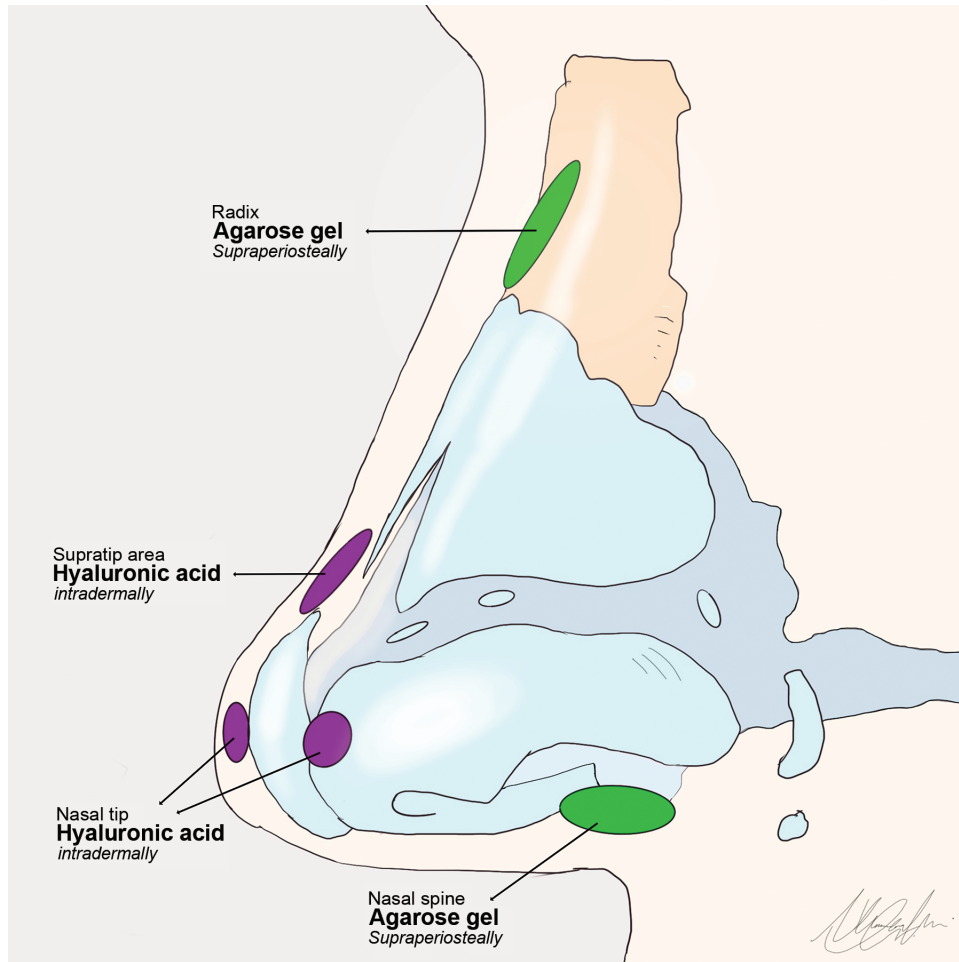 Radix
Agarose gel
Supraperiosteally
Supratip area
Hyaluronic acid
intradermally
Nasal tip
Hyaluronic acid
intradermally
Nasal spine
Agarose gel
Supraperiosteally